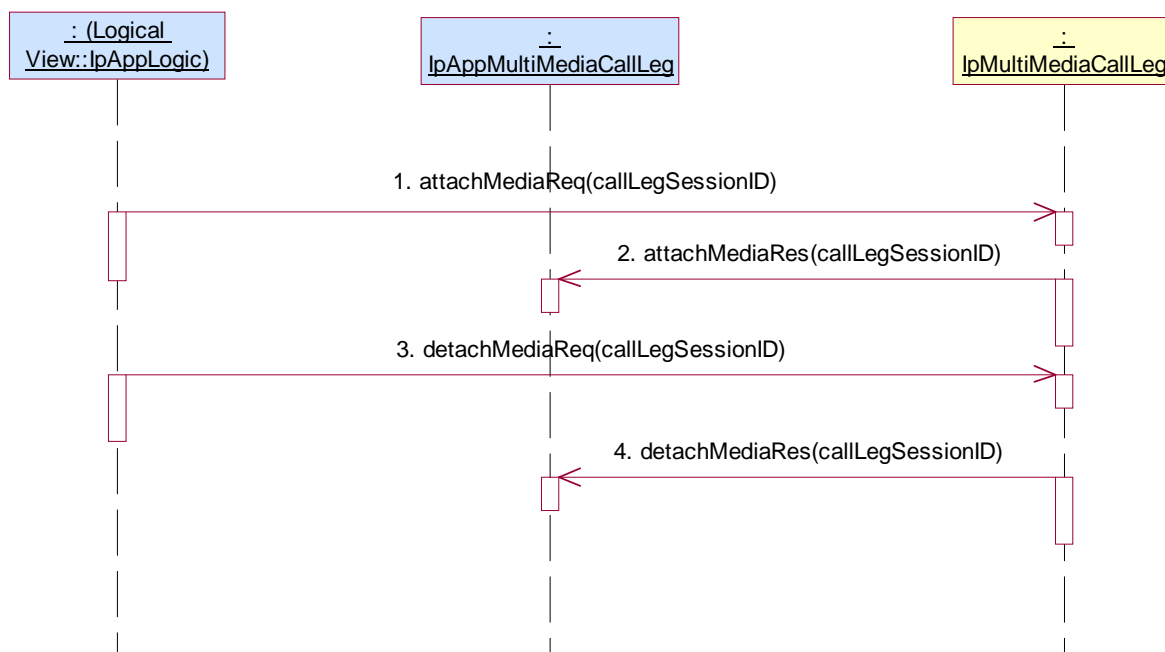 : (Logical
View::IpAppLogic)
:
IpAppMultiMediaCallLeg
:
IpMultiMediaCallLeg
1. attachMediaReq(callLegSessionID)
2. attachMediaRes(callLegSessionID)
3. detachMediaReq(callLegSessionID)
4. detachMediaRes(callLegSessionID)